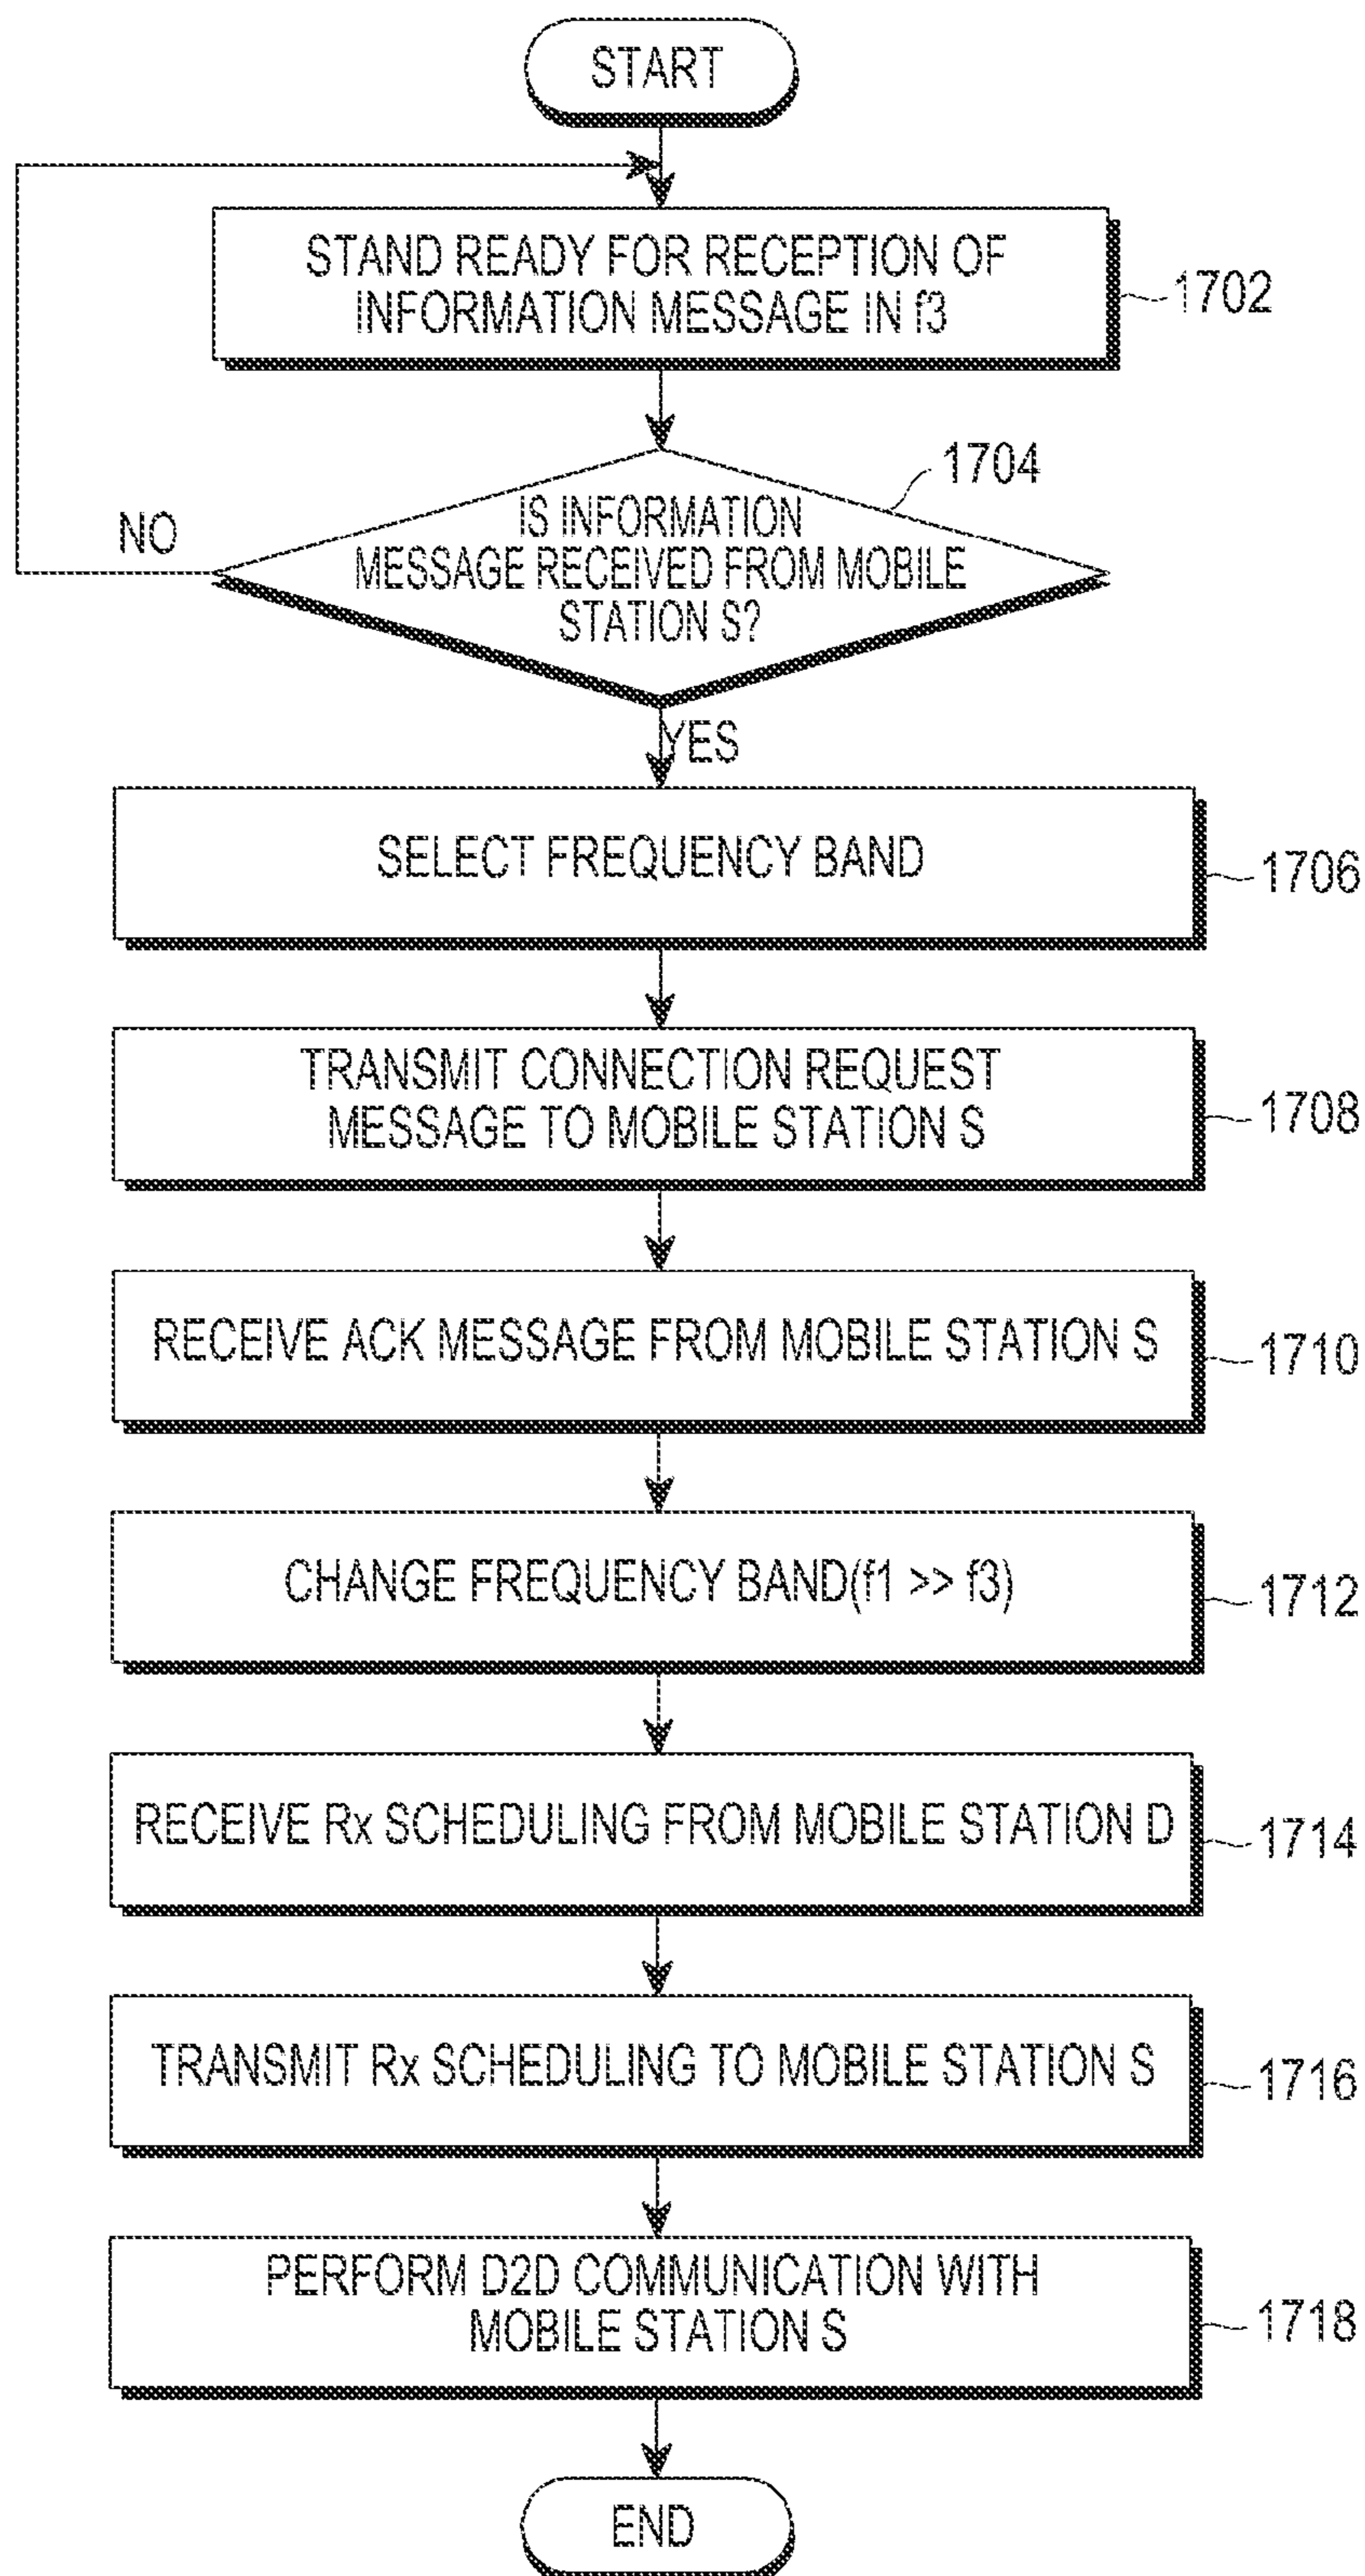 START
STAND READY FOR RECEPTION OF
INFORMATION MESSAGE IN f3
1702
1704
IS INFORMATION
MESSAGE RECEIVED FROM MOBILE
STATION S?
NO
YES
SELECT FREQUENCY BAND
1706
TRANSMIT CONNECTION REQUEST
MESSAGE TO MOBILE STATION S
1708
RECEIVE ACK MESSAGE FROM MOBILE STATION S
1710
CHANGE FREQUENCY BAND(f1 >> f3)
1712
RECEIVE Rx SCHEDULING FROM MOBILE STATION D
1714
TRANSMIT Rx SCHEDULING TO MOBILE STATION S
1716
PERFORM D2D COMMUNICATION WITH
MOBILE STATION S
1718
END